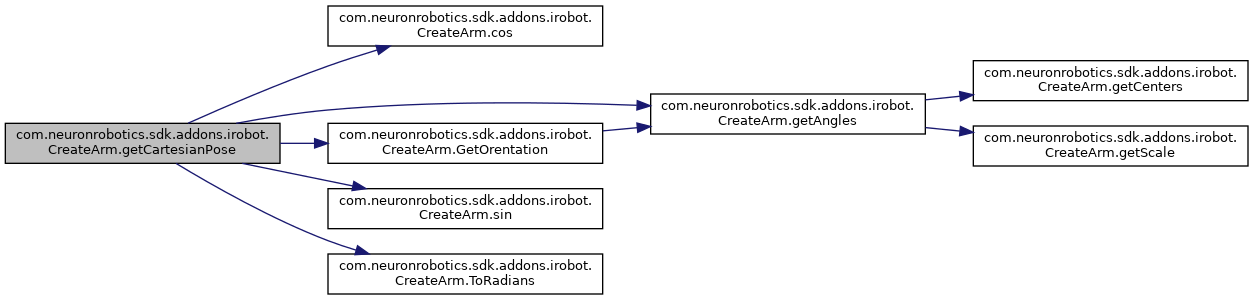 com.neuronrobotics.sdk.addons.irobot.
CreateArm.getCartesianPose
com.neuronrobotics.sdk.addons.irobot.
CreateArm.cos
com.neuronrobotics.sdk.addons.irobot.
CreateArm.GetOrentation
com.neuronrobotics.sdk.addons.irobot.
CreateArm.sin
com.neuronrobotics.sdk.addons.irobot.
CreateArm.ToRadians
com.neuronrobotics.sdk.addons.irobot.
CreateArm.getAngles
com.neuronrobotics.sdk.addons.irobot.
CreateArm.getCenters
com.neuronrobotics.sdk.addons.irobot.
CreateArm.getScale